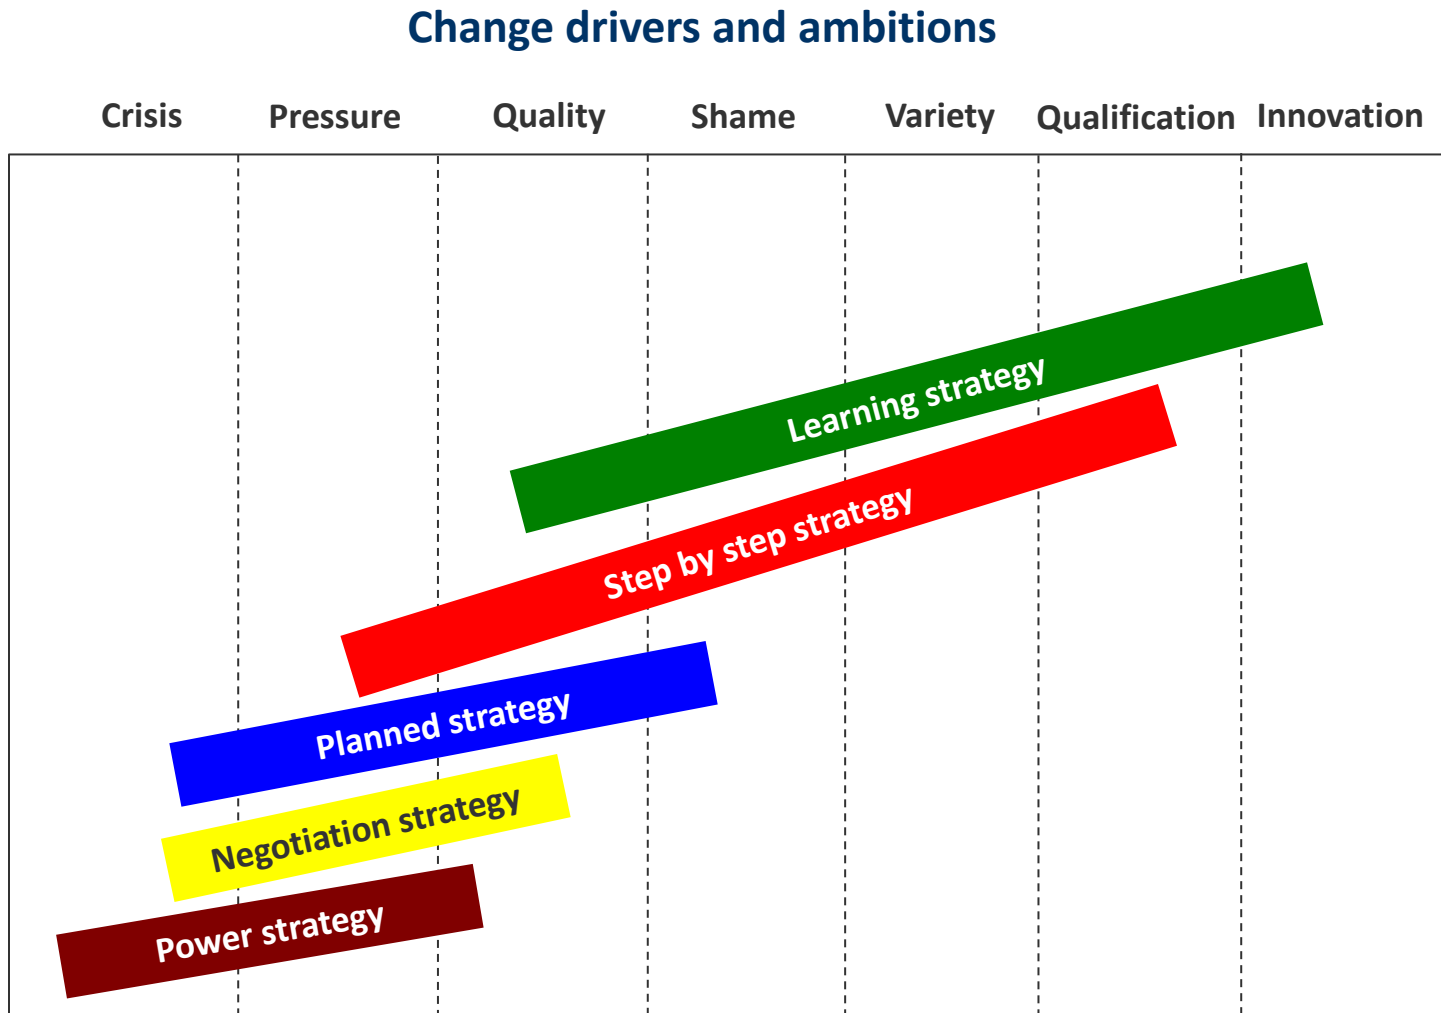 Change drivers and ambitions
Crisis Pressure Quality Shame Variety Qualification Innovation
Learning strategy
Step by step strategy
Planned strategy
Negotiation strategy
Power strategy